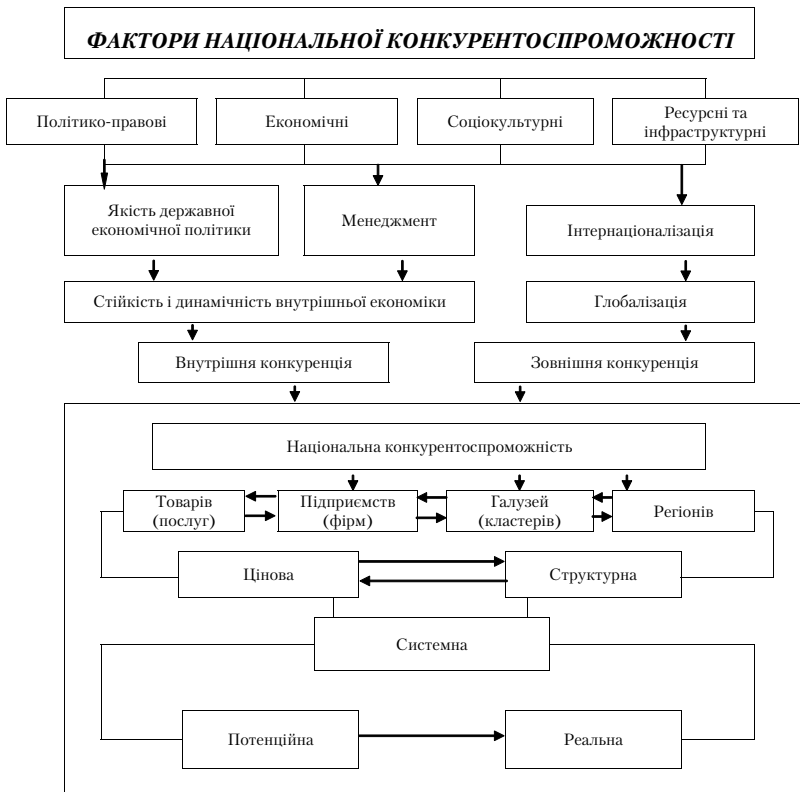 ФАКТОРИ НАЦІОНАЛЬНОЇ КОНКУРЕНТОСПРОМОЖНОСТІ
Політико-правові
Економічні
Соціокультурні
Ресурсні та
інфраструктурні
Якість державної
економічної політики
Менеджмент
Інтернаціоналізація
Стійкість і динамічність внутрішньої економіки
Глобалізація
Внутрішня конкуренція
Зовнішня конкуренція
Національна конкурентоспроможність
Товарів
(послуг)
Підприємств
(фірм)
Галузей
(кластерів)
Регіонів
Цінова
Структурна
Системна
Потенційна
Реальна